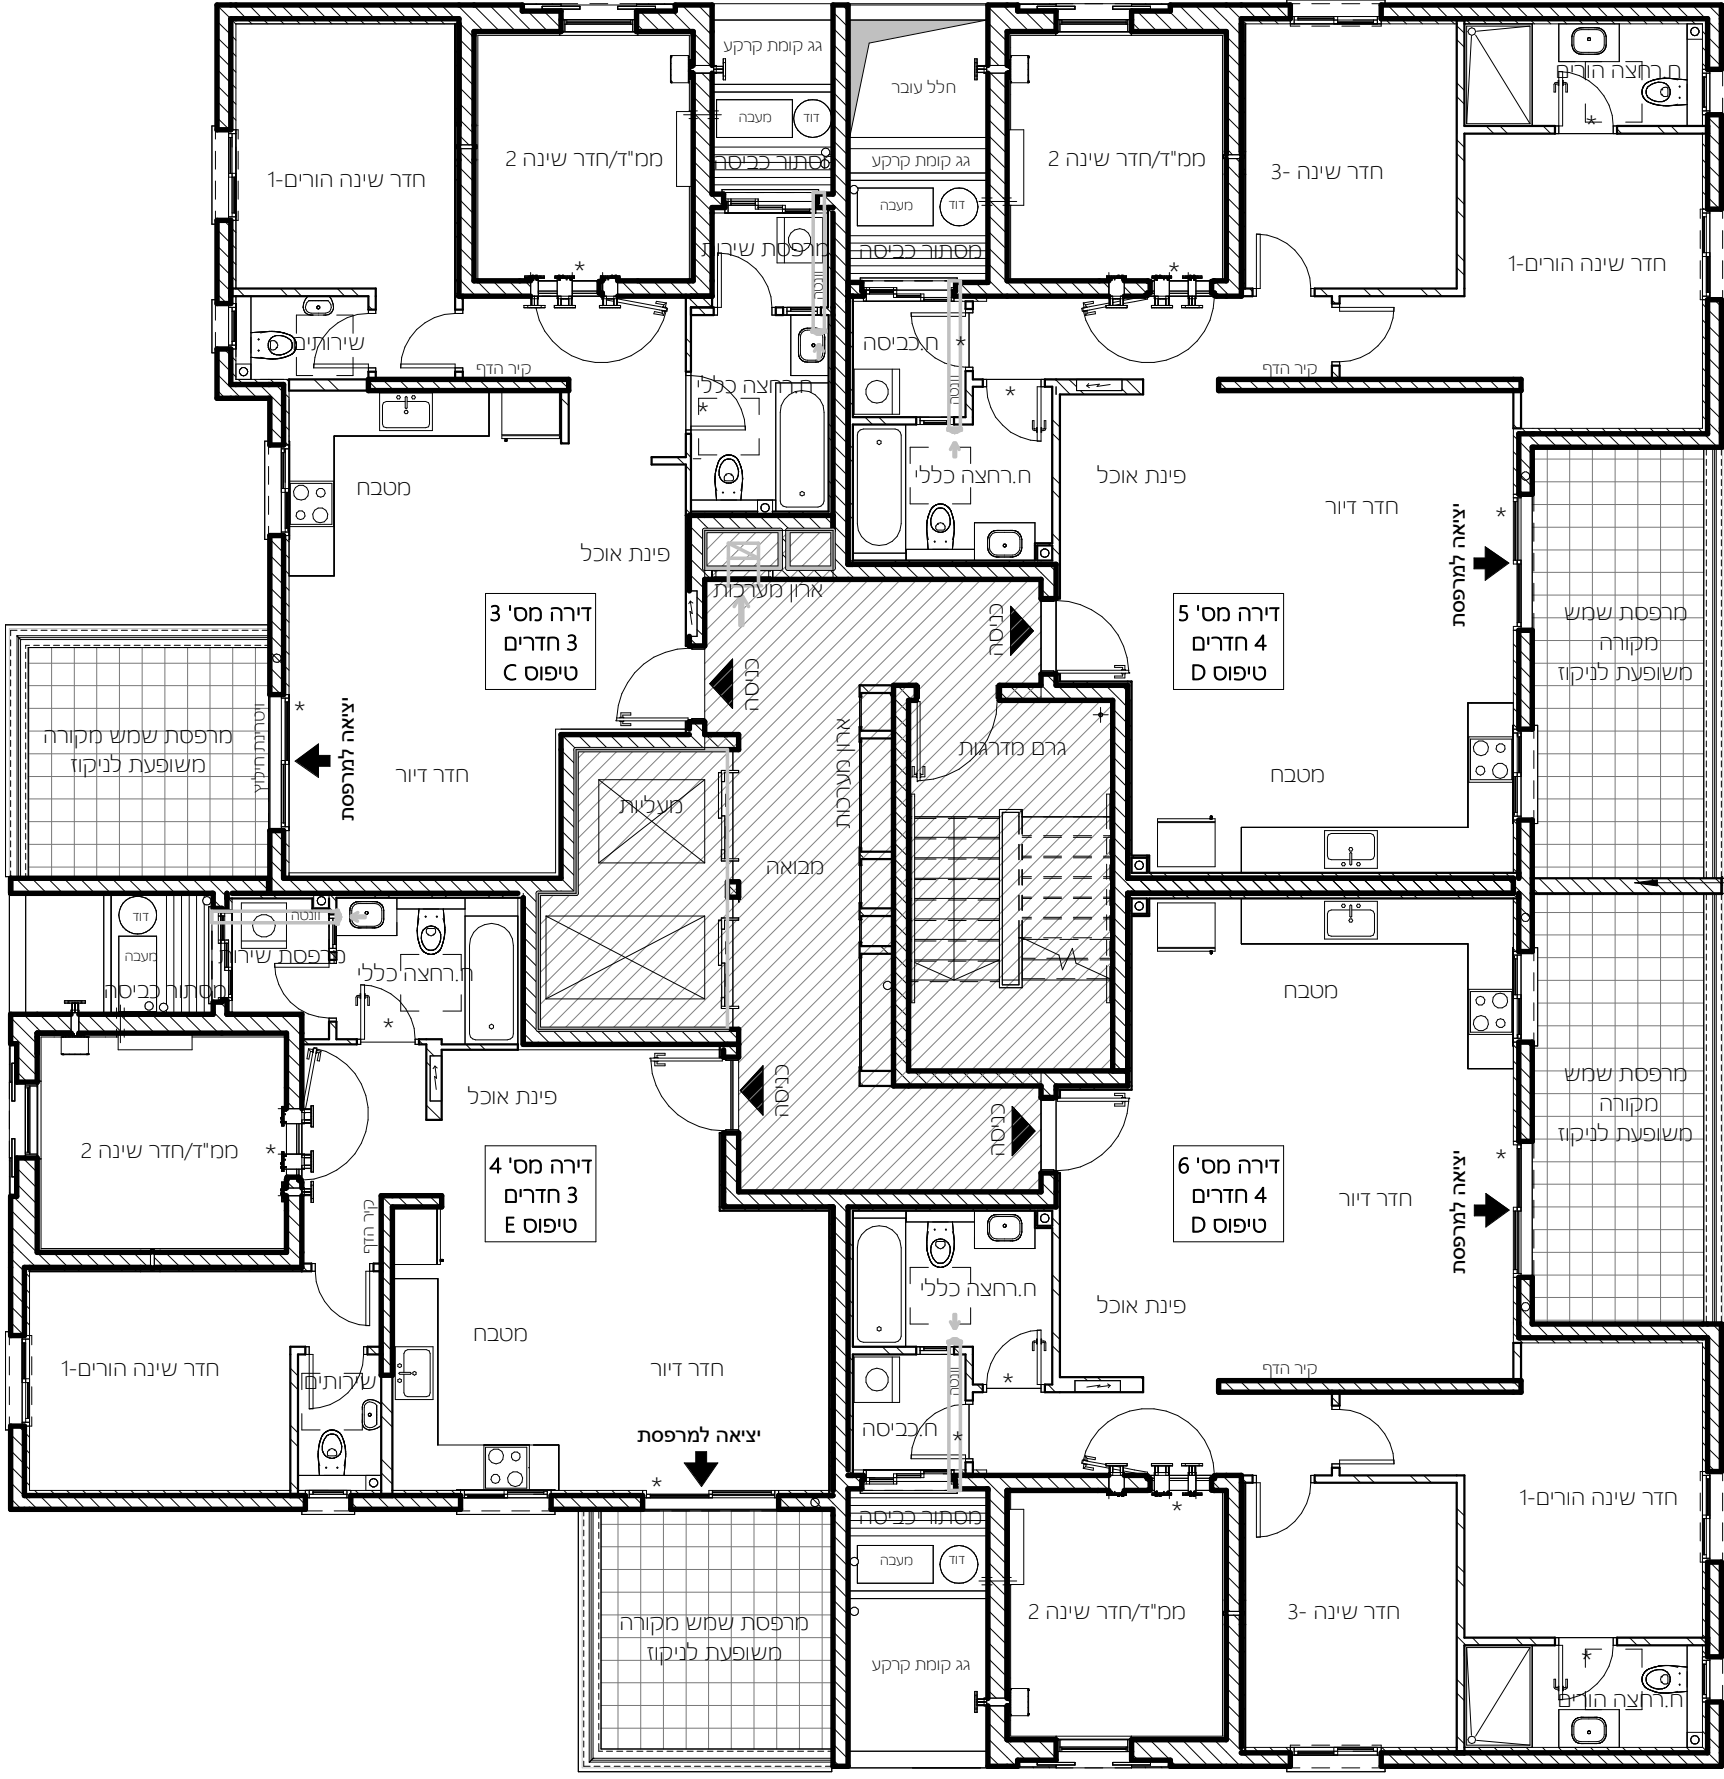 גג קומת קרקע
מעבה
דוד
מסתור כביסה
חדר שינה הורים-1
ממ"ד/חדר שינה 2
מרפסת שירות
וונטה
שירותים
קיר הדף
ח.רחצה כללי
מטבח
פינת אוכל
ארון מערכות
דירה מס' 3
3 חדרים
טיפוס C
כניסה
חדר דיור
יציאה למרפסת
ויטרינת חילוץ
מרפסת שמש מקורה
משופעת לניקוז
חלל עובר
גג קומת קרקע
מעבה
דוד
מסתור כביסה
ממ"ד/חדר שינה 2
חדר שינה -3
ח.רחצה הורים
חדר שינה הורים-1
ח.כביסה
וונטה
קיר הדף
ח.רחצה כללי
פינת אוכל
חדר דיור
יציאה למרפסת
דירה מס' 5
4 חדרים
טיפוס D
כניסה
מרפסת שמש
מקורה
משופעת לניקוז
מטבח
גרם מדרגות
ארון מערכות
מעליות
מבואה
דוד
מעבה
מסתור כביסה
וונטה
מרפסת שירות
ח.רחצה כללי
פינת אוכל
ממ"ד/חדר שינה 2
דירה מס' 4
3 חדרים
טיפוס E
כניסה
קיר הדף
חדר שינה הורים-1
שירותים
מטבח
חדר דיור
יציאה למרפסת
מרפסת שמש מקורה
משופעת לניקוז
מטבח
מרפסת שמש
מקורה
משופעת לניקוז
כניסה
דירה מס' 6
4 חדרים
טיפוס D
חדר דיור
יציאה למרפסת
ח.רחצה כללי
פינת אוכל
קיר הדף
וונטה
ח.כביסה
מסתור כביסה
מעבה
דוד
ממ"ד/חדר שינה 2
חדר שינה -3
חדר שינה הורים-1
גג קומת קרקע
ח.רחצה הורים